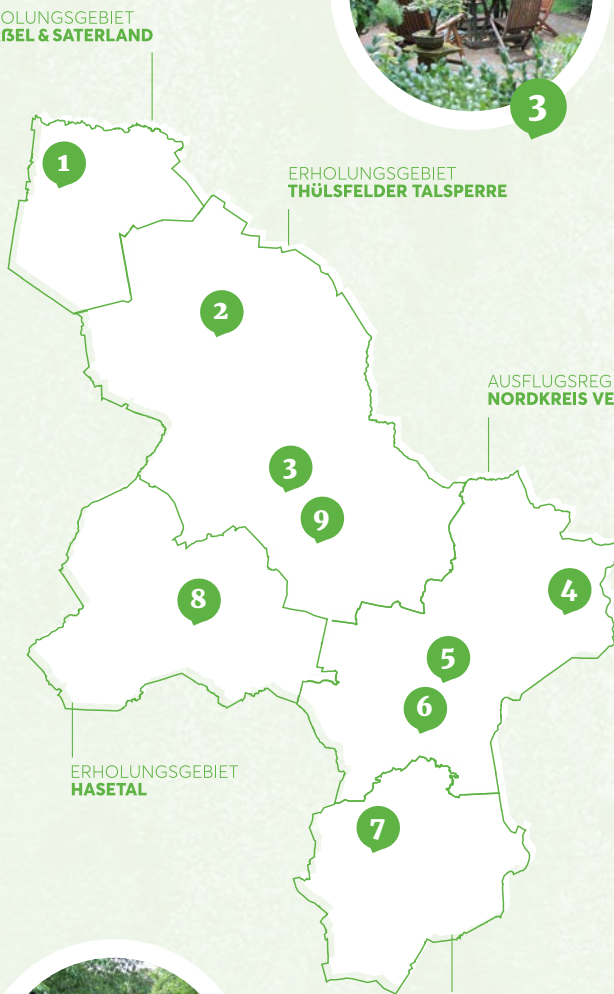 OLUNGSGEBIET
ßEL & SATERLAND
3
1
ERHOLUNGSGEBIET
THÜLSFELDER TALSPERRE
2
AUSFLUGSREG
NORDKREIS VE
3
9
4
8
5
6
ERHOLUNGSGEBIET
HASETAL
7